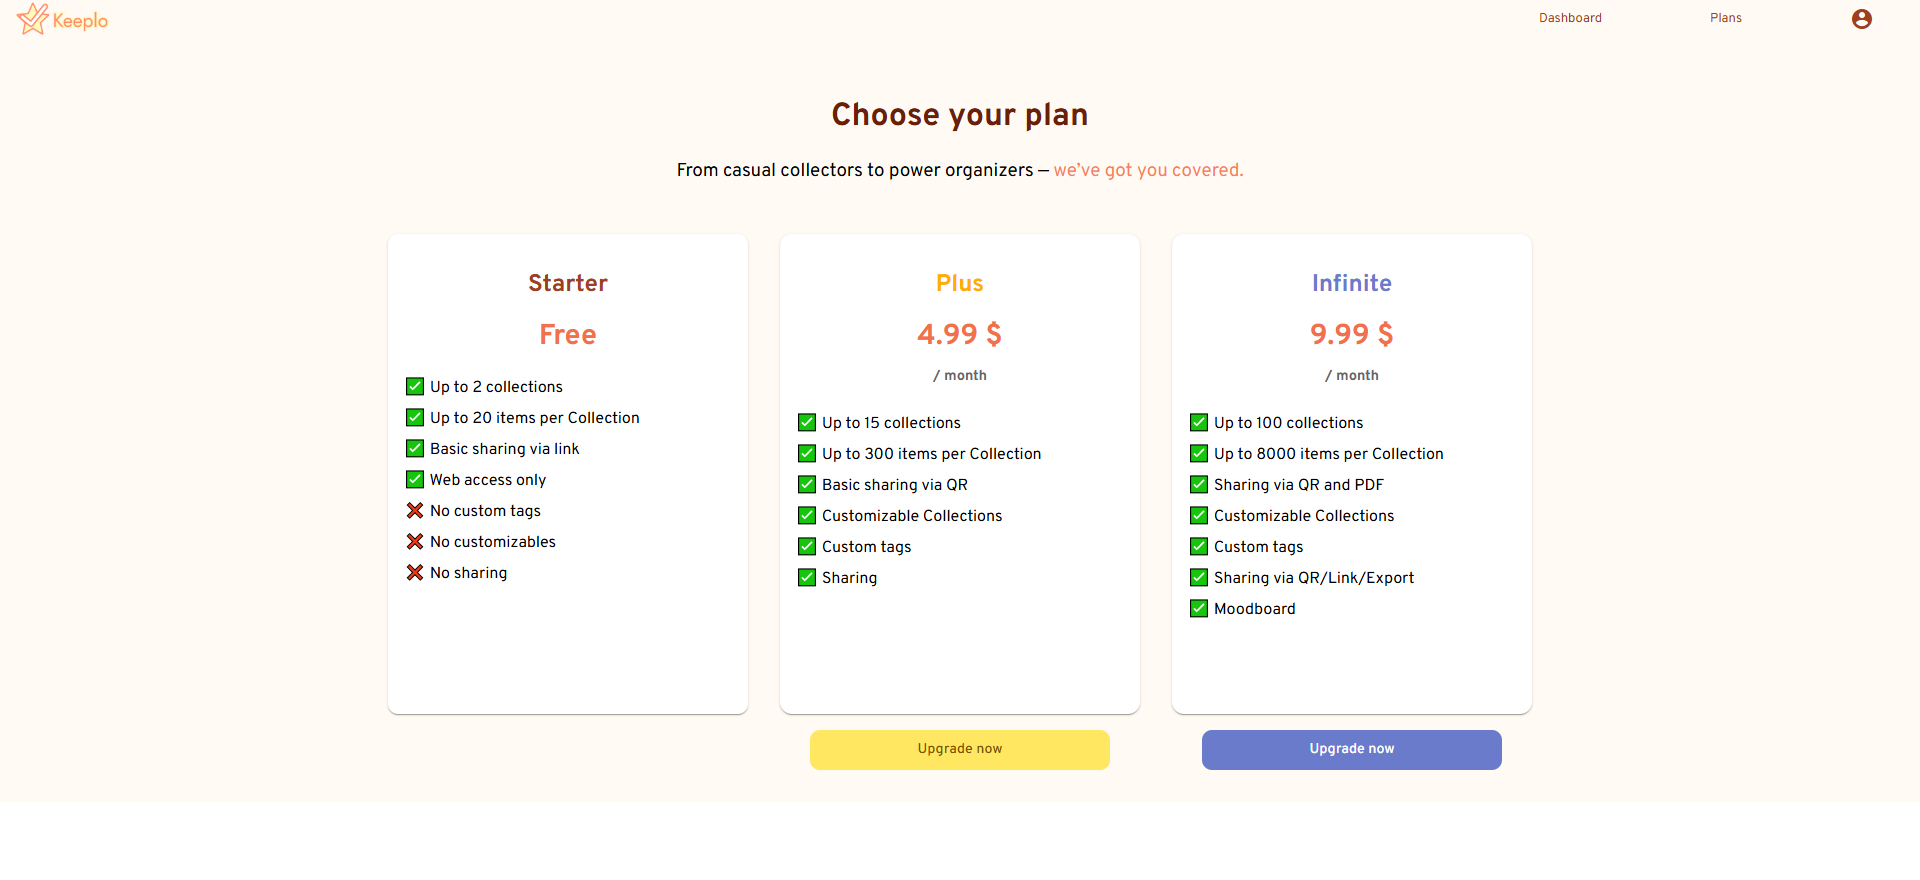 Keeplo
Dashboard
Plans
Choose your plan
From casual collectors to power organizers — we've got you covered.
Starter
Free
Up to 2 collections
Up to 20 items per Collection
Basic sharing via link
Web access only
No custom tags
No customizables
No sharing
Plus
4.99 $
/ month
Up to 15 collections
Up to 300 items per Collection
Basic sharing via QR
Customizable Collections
Custom tags
Sharing
Upgrade now
Infinite
9.99 $
/ month
Up to 100 collections
Up to 8000 items per Collection
Sharing via QR and PDF
Customizable Collections
Custom tags
Sharing via QR/Link/Export
Moodboard
Upgrade now